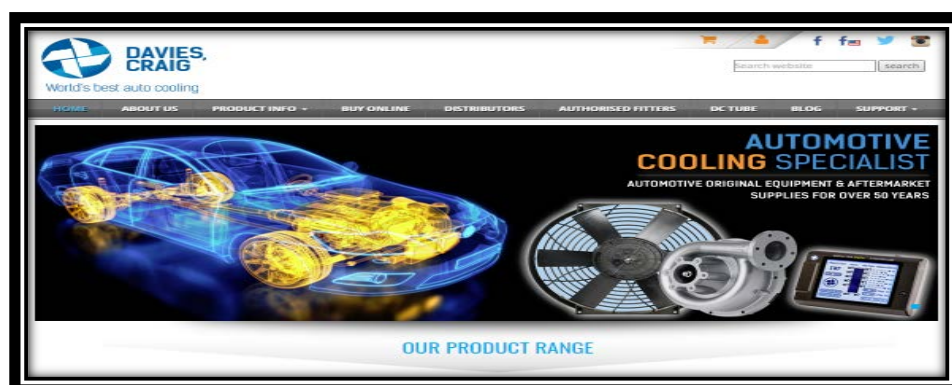 DAVIES,
CRAIG
World's best auto cooling
Search website search
HOME ABOUT US PRODUCT INFO BUY ONLINE DISTRIBUTORS AUTHORISED FITTERS DC TUBE BLOG SUPPORT
AUTOMOTIVE
COOLING SPECIALIST
AUTOMOTIVE ORIGINAL EQUIPMENT & AFTERMARKET
SUPPLIES FOR OVER 50 YEARS
OUR PRODUCT RANGE